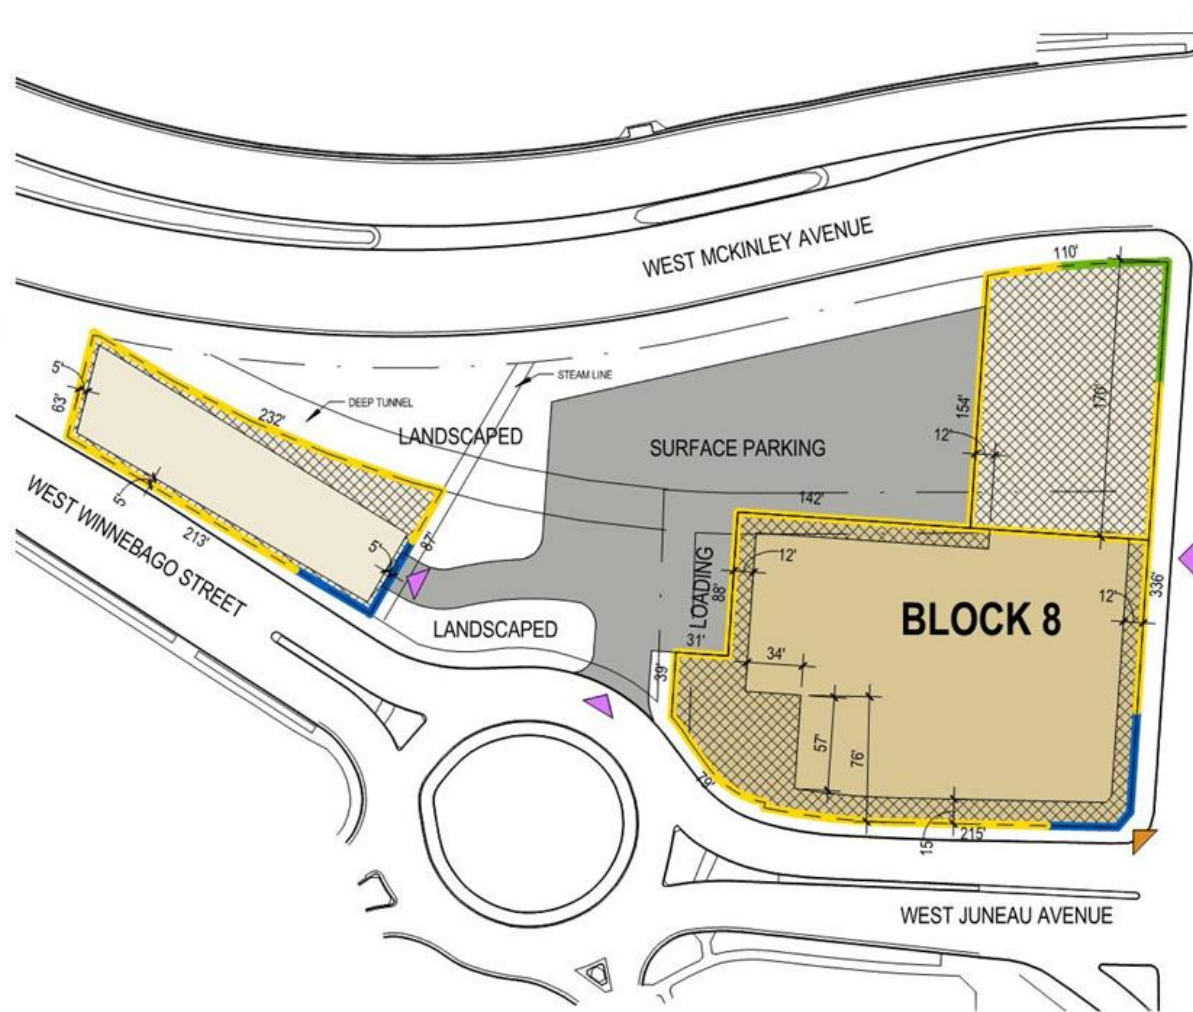 WEST MCKINLEY AVENUE
110'
5'
63'
232'
DEEP TUNNEL
STEAM LINE
LANDSCAPED
SURFACE PARKING
154'
170'
12'
142'
WEST WINNEBAGO STREET
5'
213'
5'
87'
LOADING
88'
12'
LANDSCAPED
BLOCK 8
12'
336'
31'
39'
34'
57'
76'
79'
15'
215'
WEST JUNEAU AVENUE